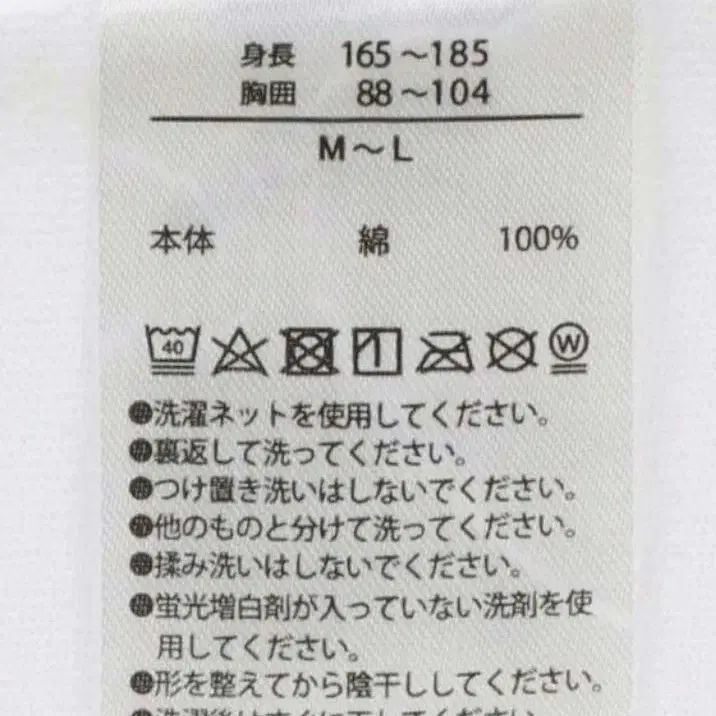 身長 165～185
胸囲 88～104
M～L
本体 綿 100%
40 W
●洗濯ネットを使用してください。
●裏返して洗ってください。
●つけ置き洗いはしないでください。
●他のものと分けて洗ってください。
●揉み洗いはしないでください。
●蛍光増白剤が入っていない洗剤を使
用してください。
●形を整えてから陰干ししてください。